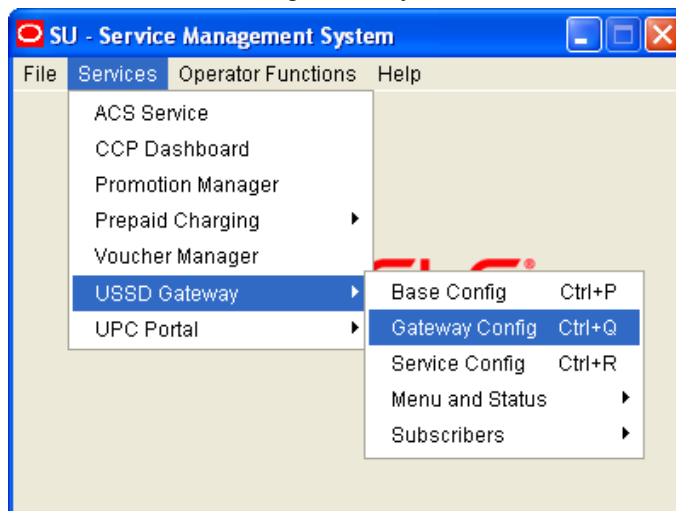 SU - Service Management System
File Services Operator Functions Help
ACS Service
CCP Dashboard
Promotion Manager
Prepaid Charging
Voucher Manager
USSD Gateway
UPC Portal
Base Config Ctrl+P
Gateway Config Ctrl+Q
Service Config Ctrl+R
Menu and Status
Subscribers